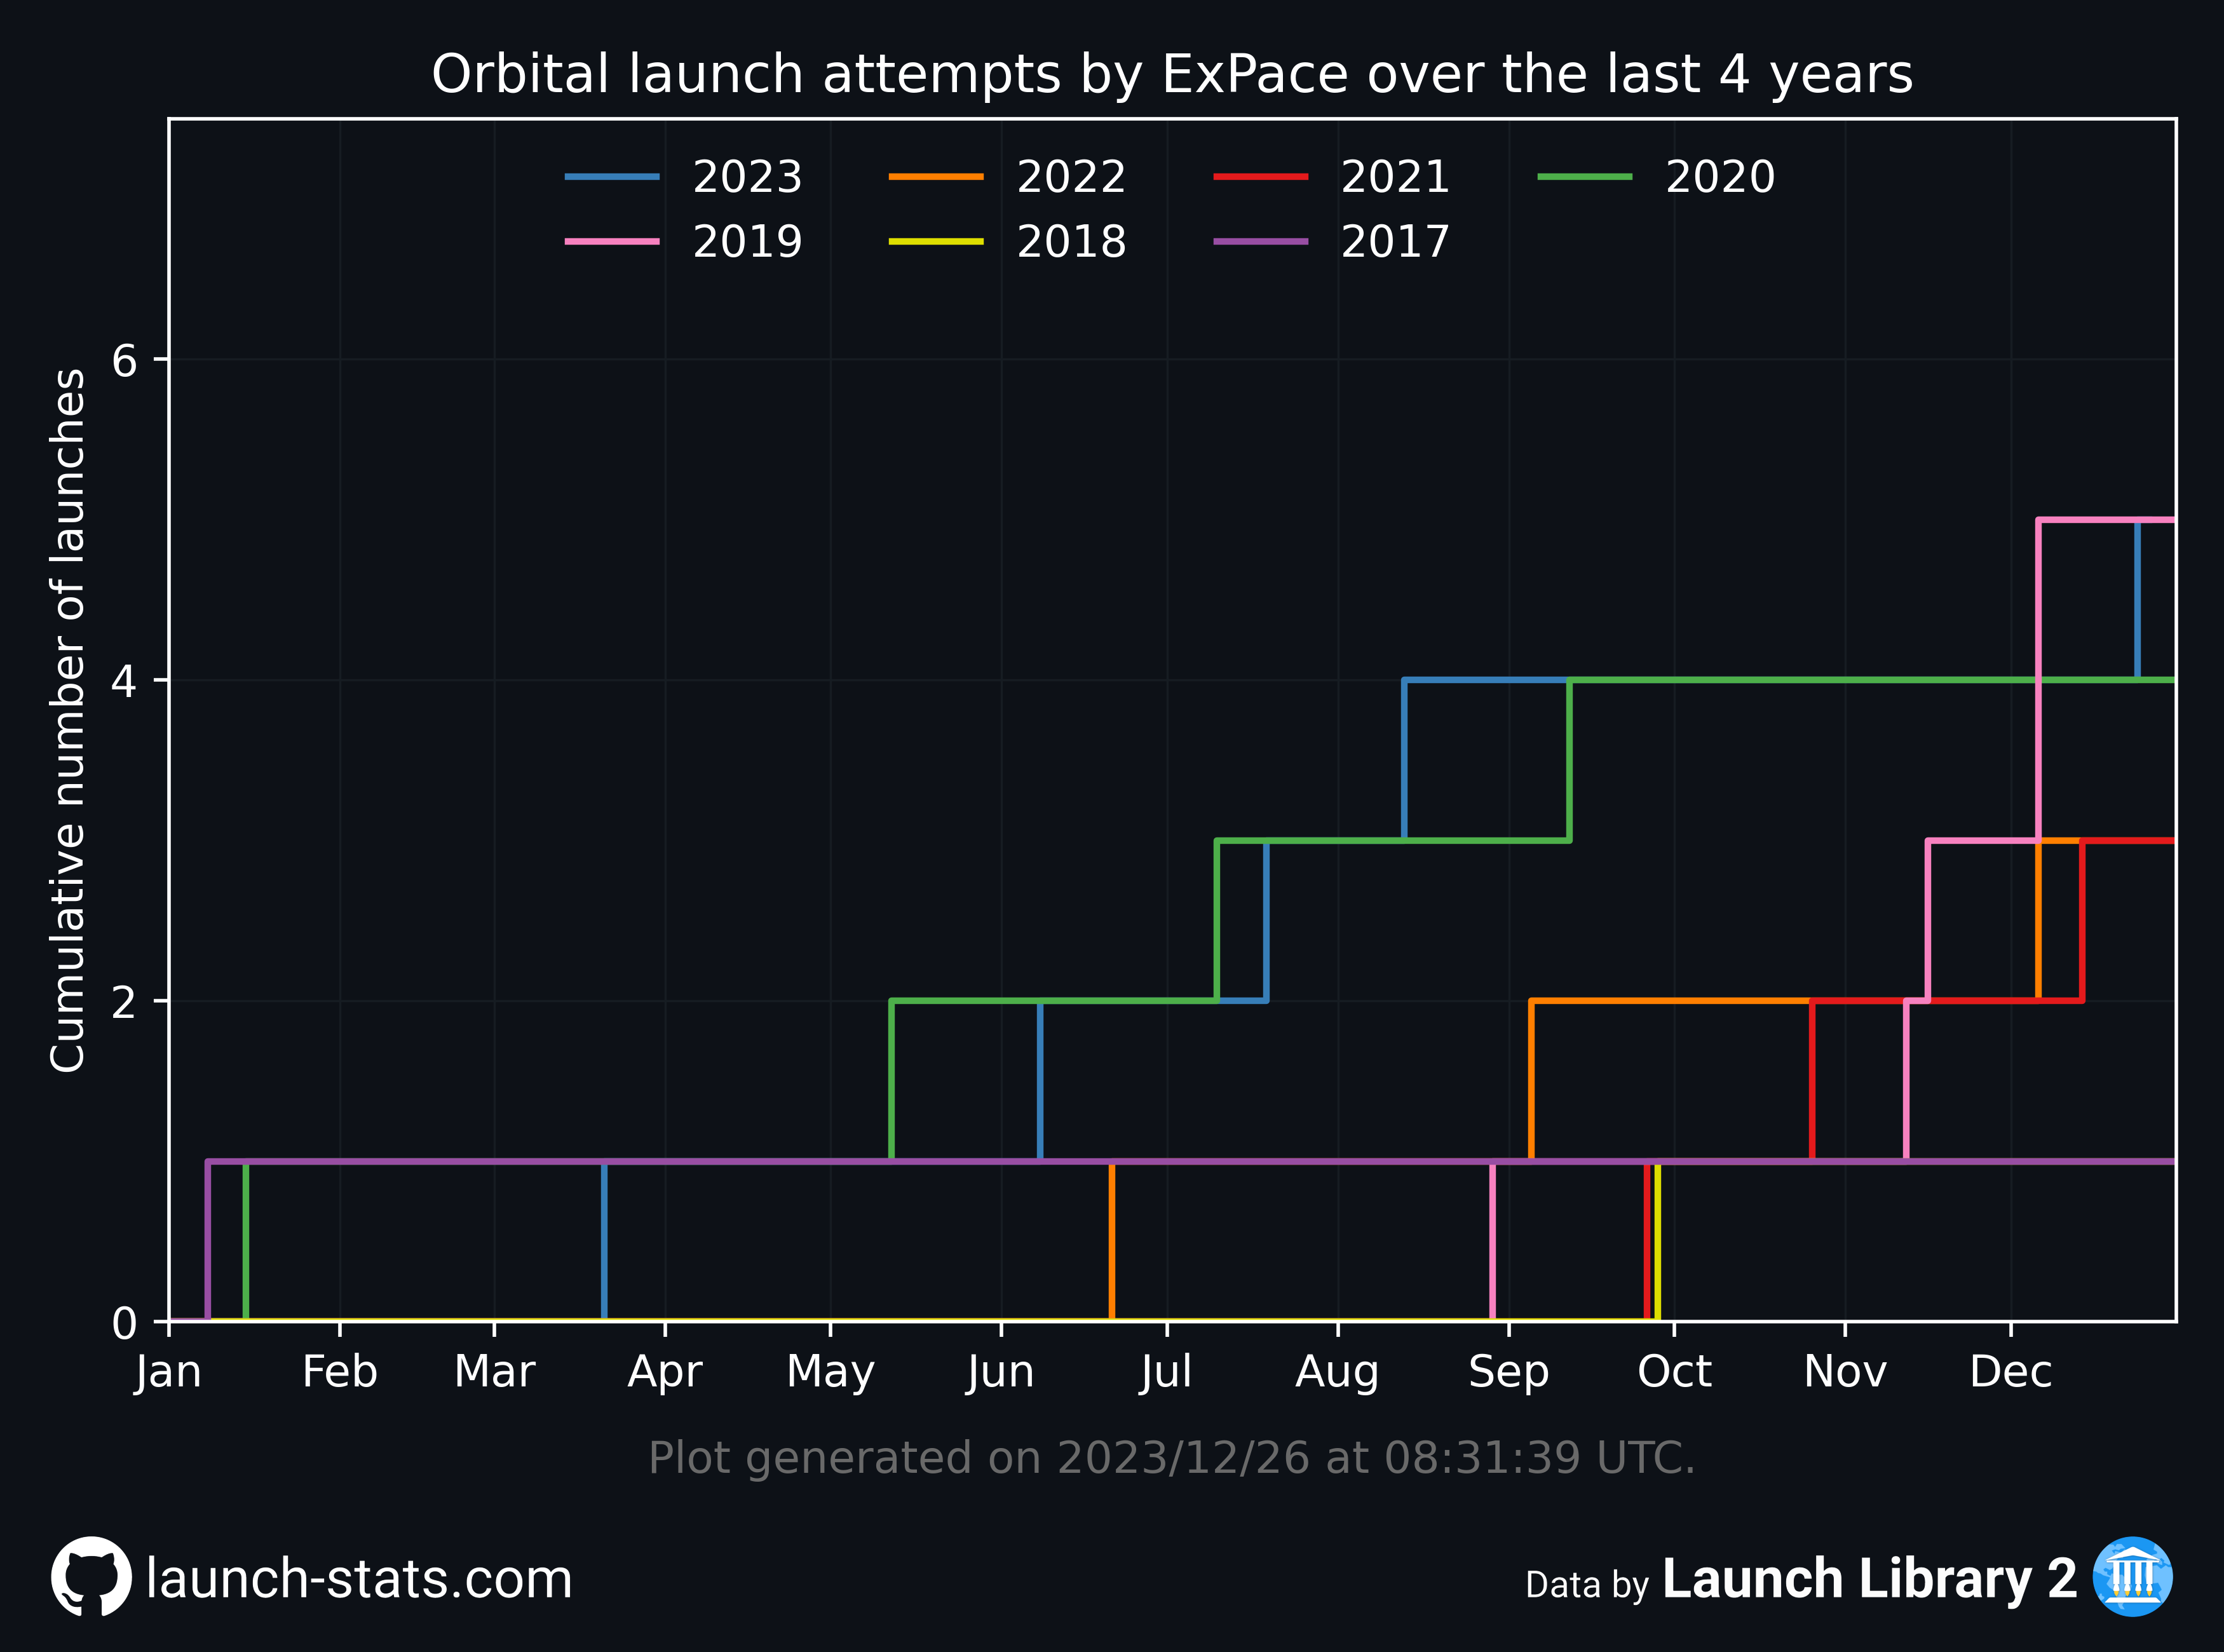 Orbital launch attempts by ExPace over the last 4 years
2023 2022 2021 2020
2019 2018 2017
Cumulative number of launches
6
4
2
0
Jan Feb Mar Apr May Jun Jul Aug Sep Oct Nov Dec
Plot generated on 2023/12/26 at 08:31:39 UTC.
launch-stats.com
Data by Launch Library 2